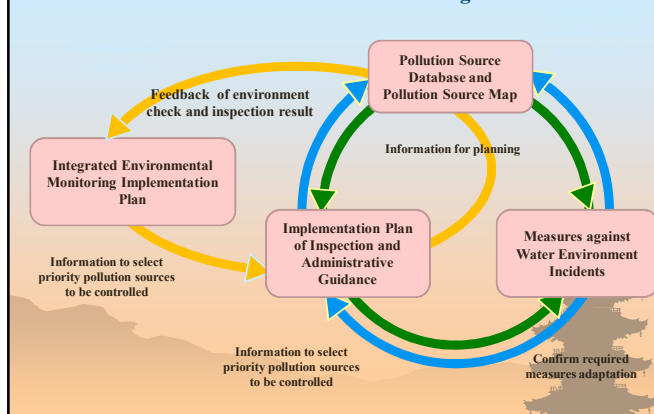 Pollution Source
Database and
Pollution Source Map
Feedback of environment
check and inspection result
Information for planning
Integrated Environmental
Monitoring Implementation
Plan
Implementation Plan
of Inspection and
Administrative
Guidance
Measures against
Water Environment
Incidents
Information to select
priority pollution sources
to be controlled
Information to select
priority pollution sources
to be controlled
Confirm required
measures adaptation